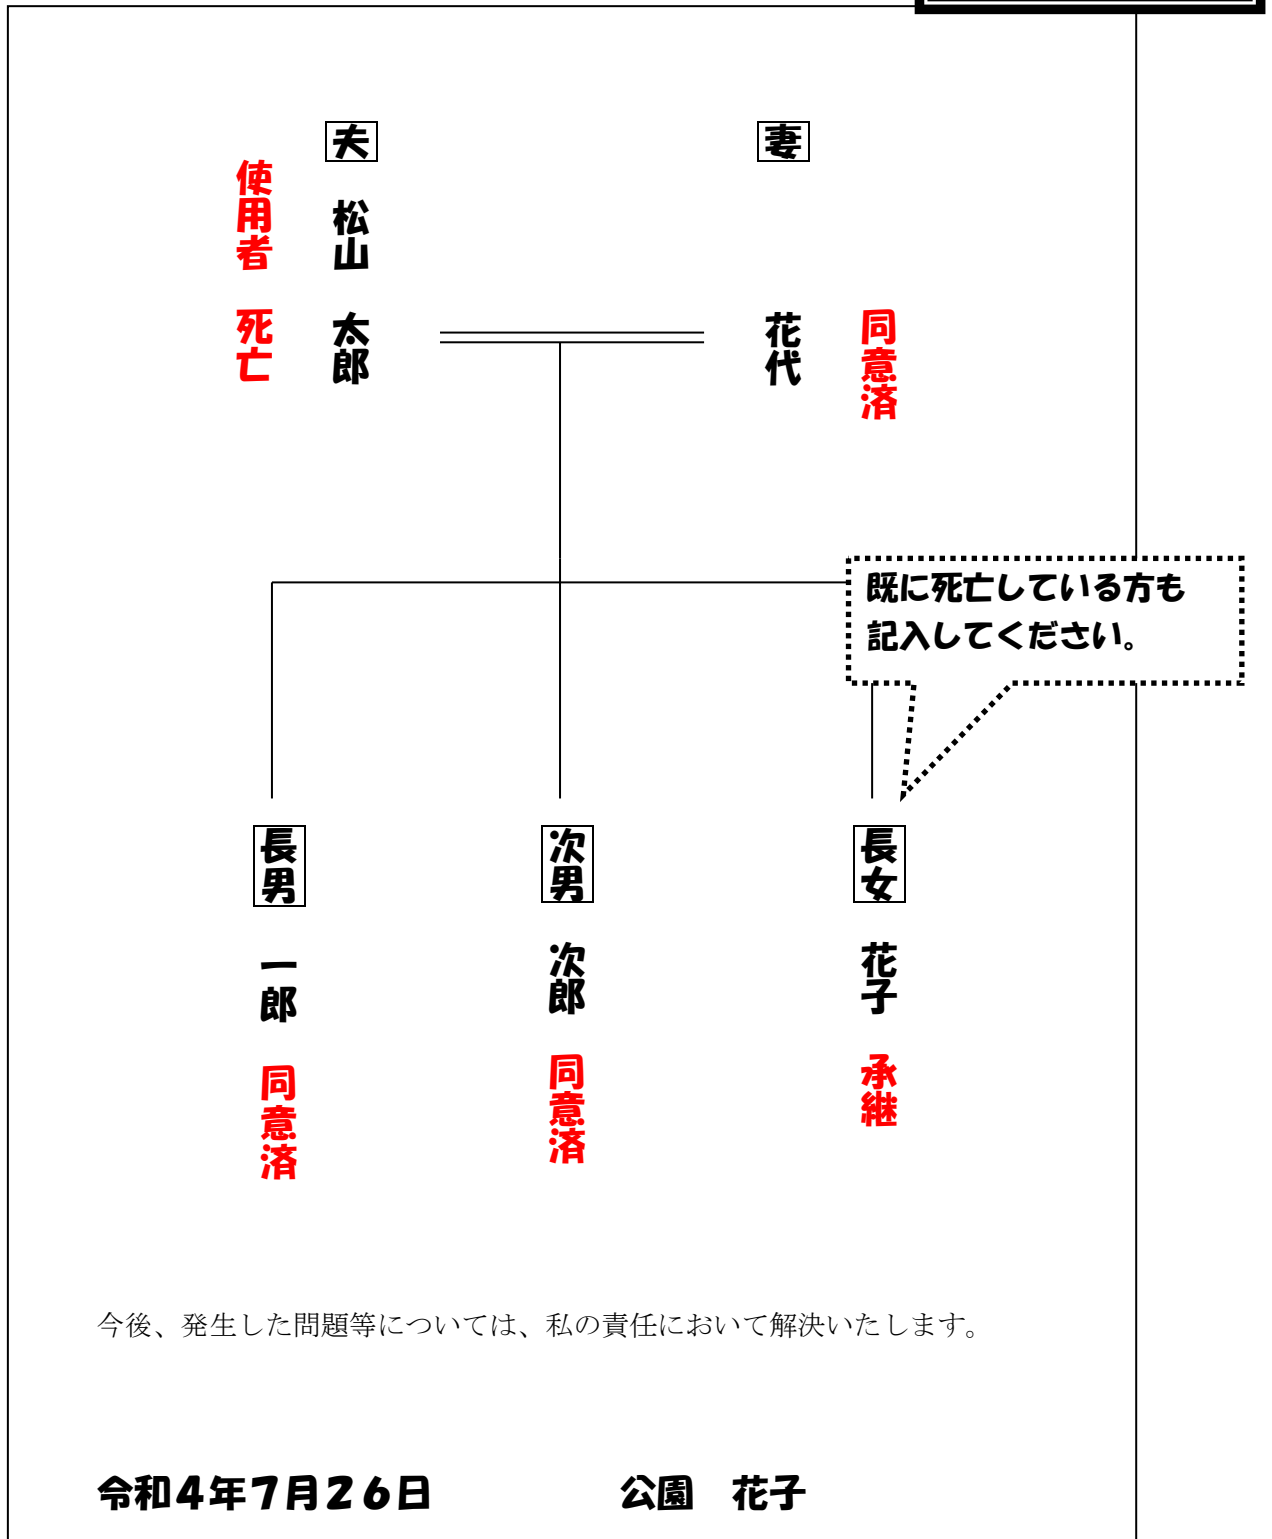 夫 松山 太郎
使用者 死亡
妻 花代
同意済
既に死亡している方も
記入してください。
長男 一郎 同意済
次男 次郎 同意済
長女 花子 承継
今後、発生した問題等については、私の責任において解決いたします。
令和４年７月２６日 公園 花子